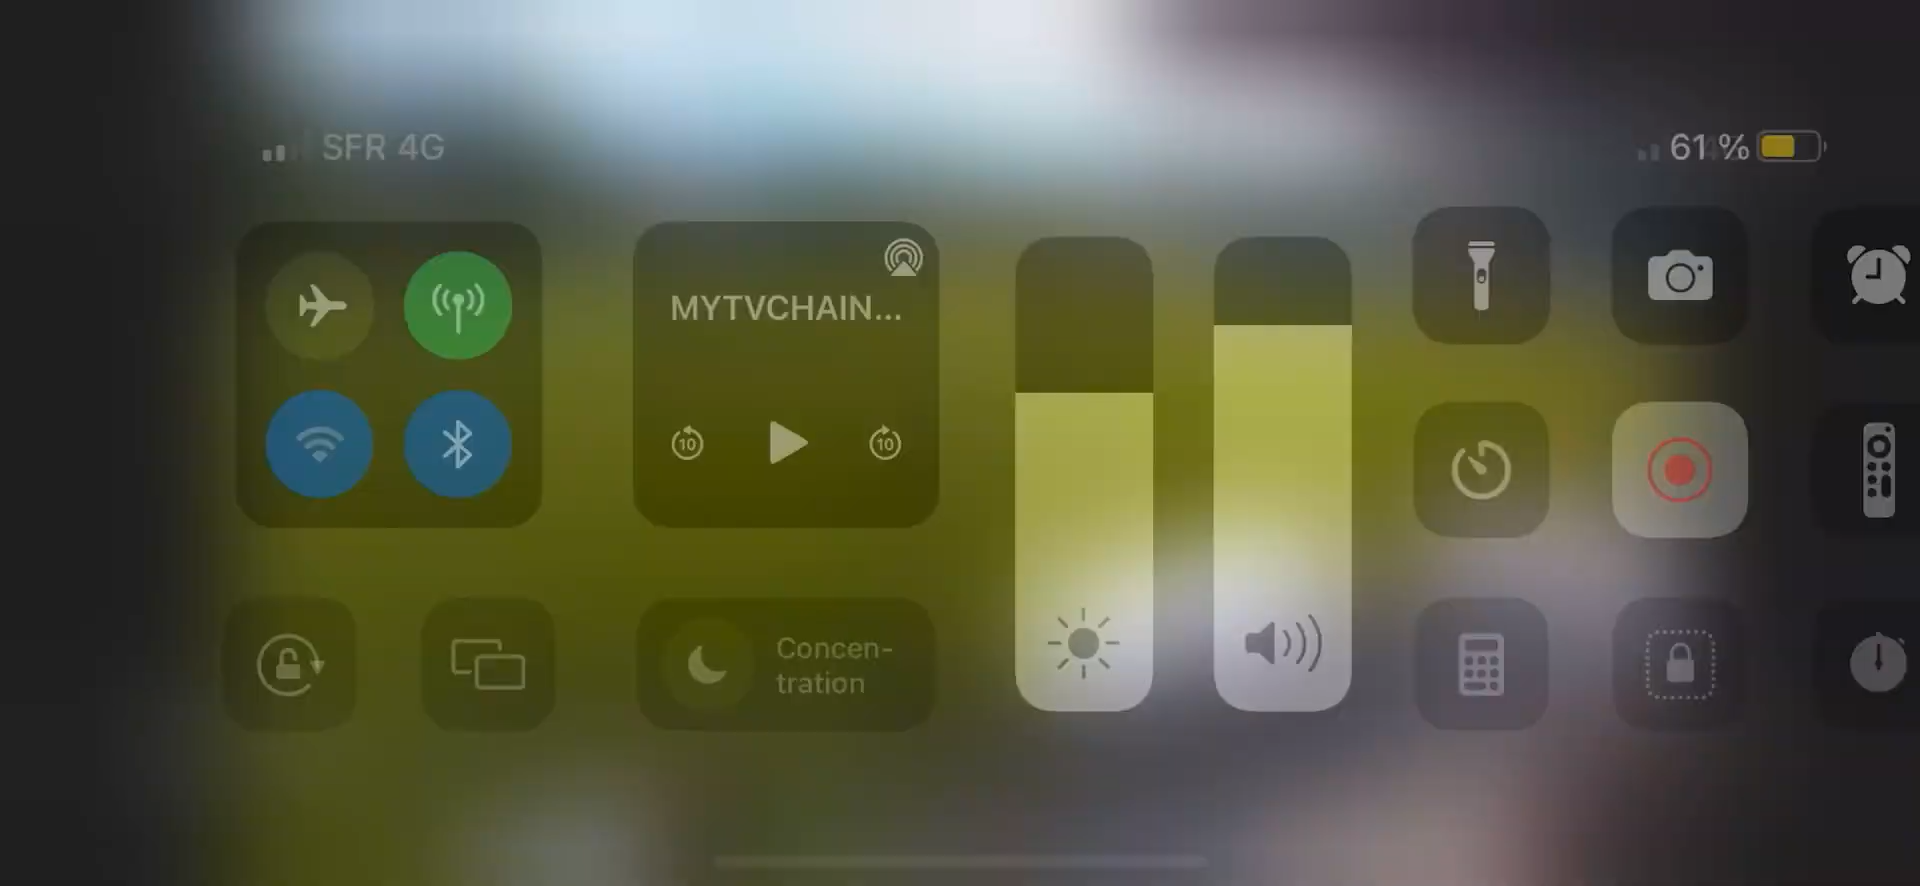 SFR 4G
61 %
MYTVCHAIN...
10
10
Concen-
tration